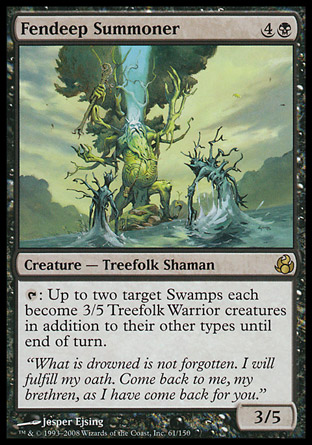 Fendeep Summoner 4
Creature — Treefolk Shaman
: Up to two target Swamps each
become 3/5 Treefolk Warrior creatures
in addition to their other types until
end of turn.
“What is drowned is not forgotten. I will
fulfill my oath. Come back to me, my
brethren, as I have come back for you.”
Jesper Ejsing
™ & © 1993–2008 Wizards of the Coast, Inc. 61/150
3/5